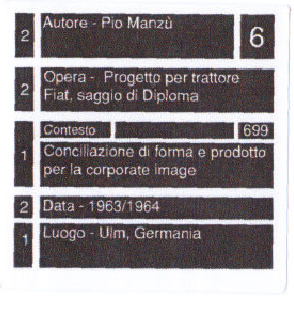 2 Autore - Pio Manzù 6
2 Opera - Progetto per trattore
Fiat, saggio di Diploma
Contesto 699
1 Conciliazione di forma e prodotto
per la corporate image
2 Data - 1963/1964
1 Luogo - Ulm, Germania